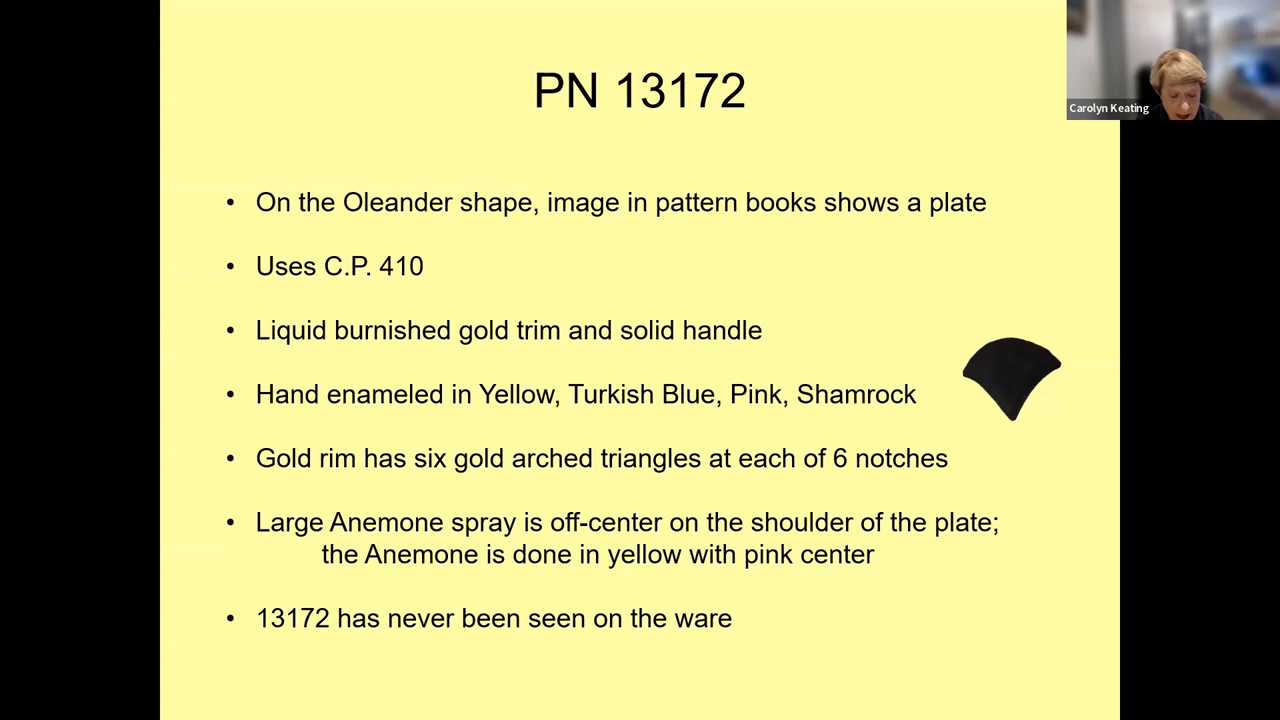 PN 13172
Carolyn Keating
• On the Oleander shape, image in pattern books shows a plate
• Uses C.P. 410
• Liquid burnished gold trim and solid handle
• Hand enameled in Yellow, Turkish Blue, Pink, Shamrock
• Gold rim has six gold arched triangles at each of 6 notches
• Large Anemone spray is off-center on the shoulder of the plate;
the Anemone is done in yellow with pink center
• 13172 has never been seen on the ware